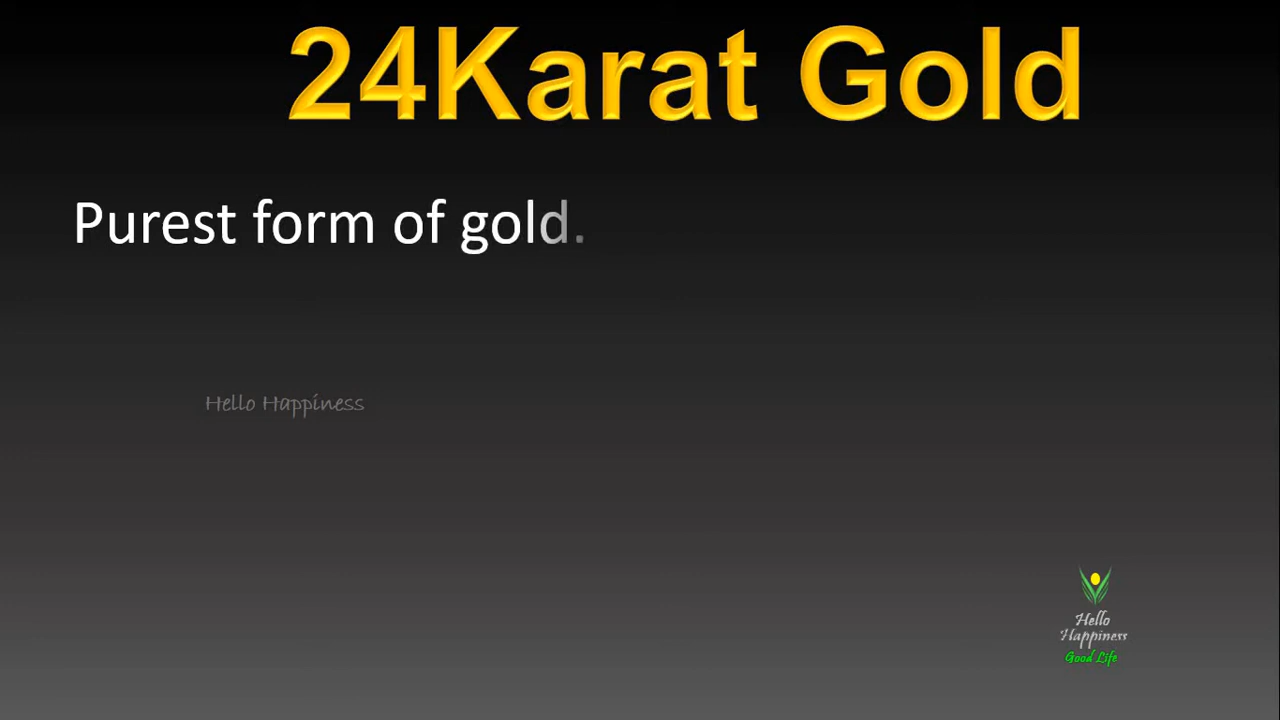 24Karat Gold
Purest form of gold.
Hello Happiness
Hello
Happiness
Good Life